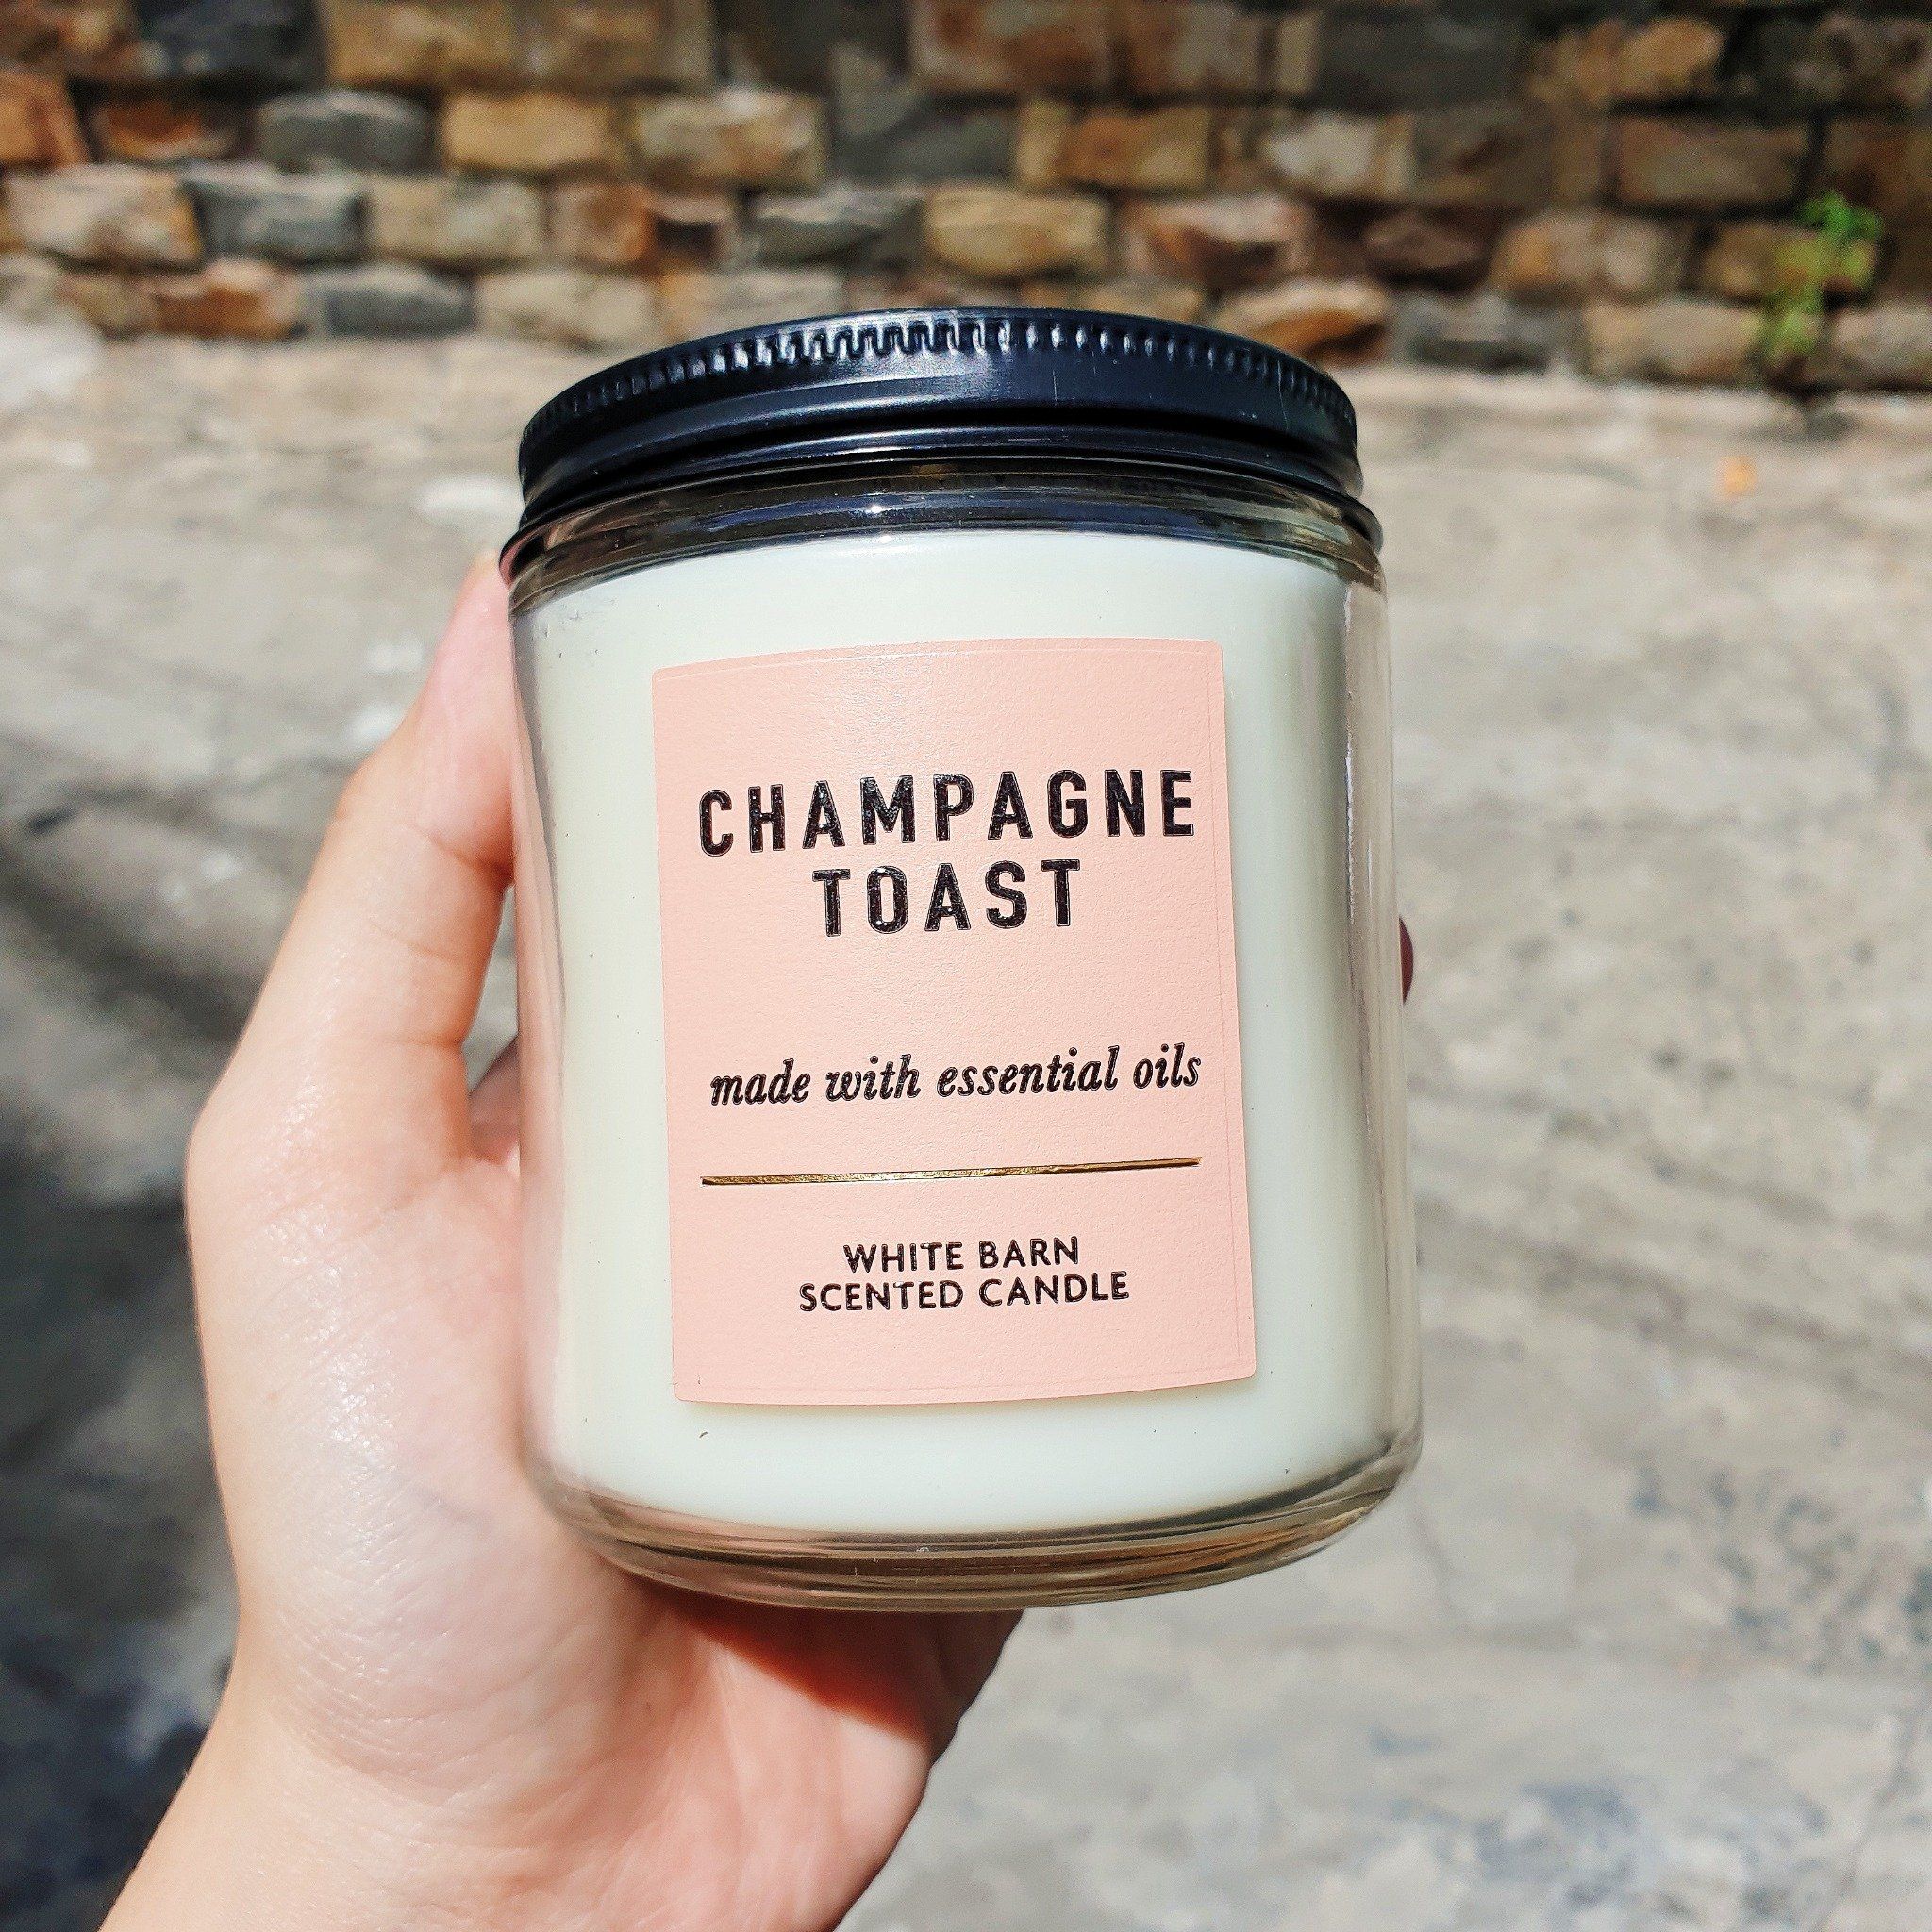 CHAMPAGNE
TOAST
made with essential oils
WHITE BARN
SCENTED CANDLE